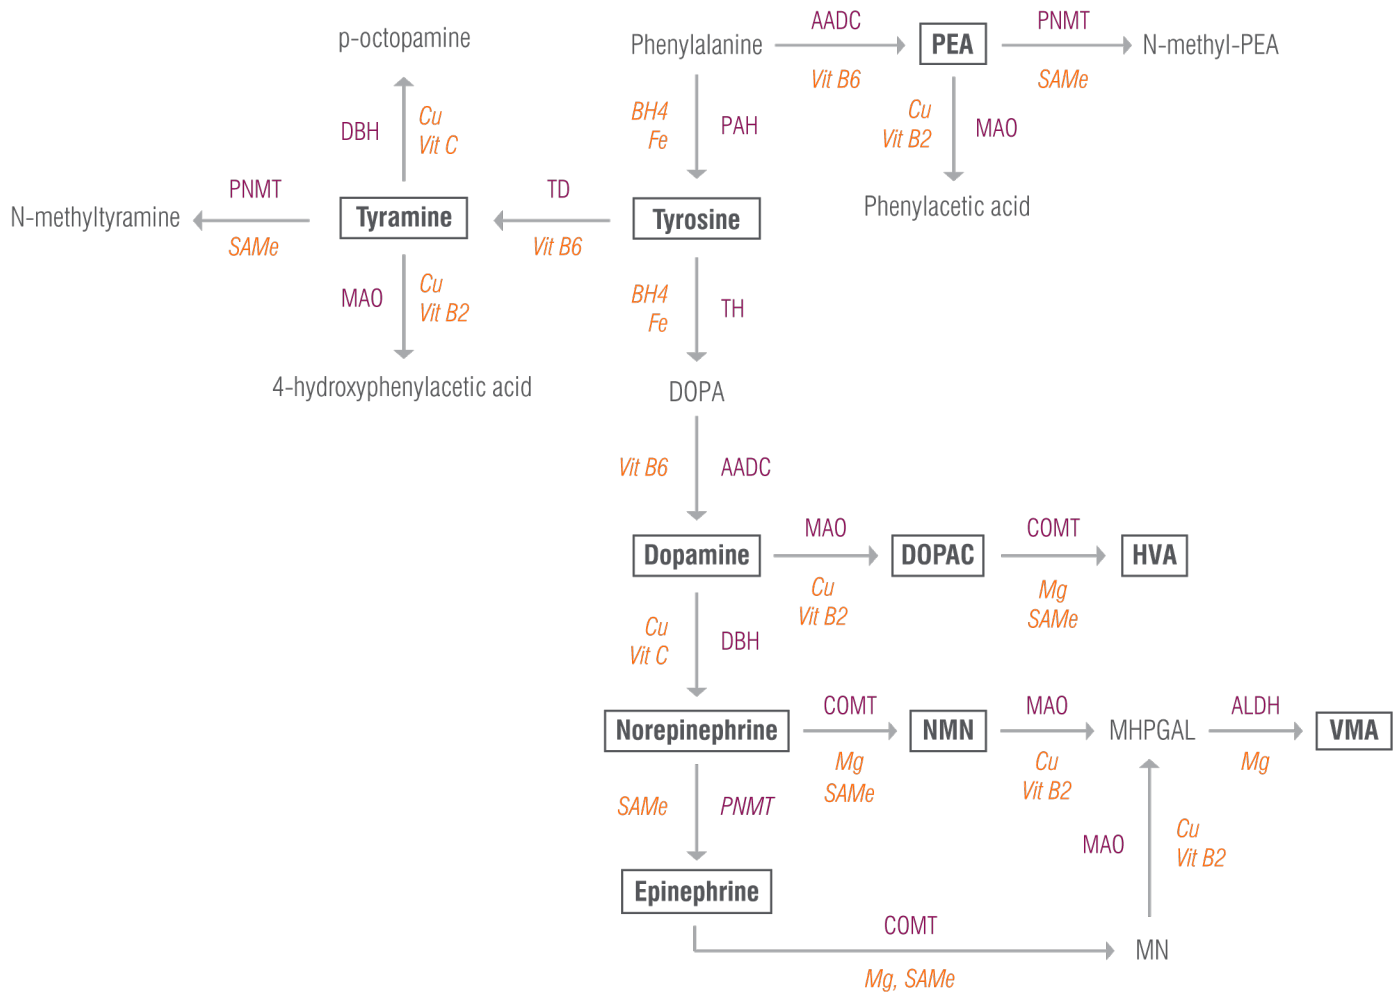 p-octopamine
Phenylalanine
AADC
Vit B6
PEA
PNMT
SAMe
N-methyl-PEA
DBH
Cu
Vit C
BH4
Fe
PAH
Cu
Vit B2
MAO
Phenylacetic acid
N-methyltyramine
PNMT
SAMe
Tyramine
TD
Vit B6
Tyrosine
MAO
Cu
Vit B2
BH4
Fe
TH
4-hydroxyphenylacetic acid
DOPA
Vit B6
AADC
Dopamine
MAO
Cu
Vit B2
DOPAC
COMT
Mg
SAMe
HVA
Cu
Vit C
DBH
Norepinephrine
COMT
Mg
SAMe
NMN
MAO
Cu
Vit B2
MHPGAL
ALDH
Mg
VMA
SAMe
PNMT
MAO
Cu
Vit B2
Epinephrine
COMT
Mg, SAMe
MN